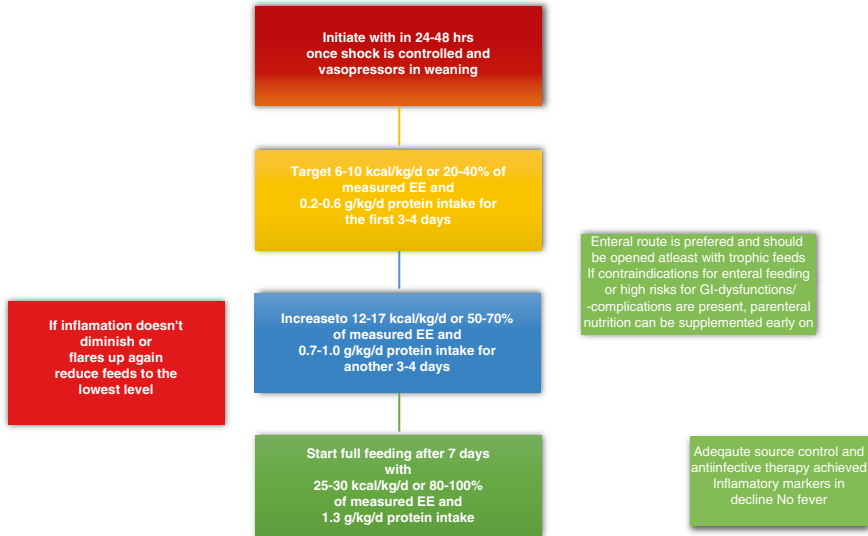 Initiate with in 24-48 hrs
once shock is controlled and
vasopressors in weaning
Target 6-10 kcal/kg/d or 20-40% of
measured EE and
0.2-0.6 g/kg/d protein intake for
the first 3-4 days
Enteral route is prefered and should
be opened atleast with trophic feeds
If contraindications for enteral feeding
or high risks for GI-dysfunctions/
-complications are present, parenteral
nutrition can be supplemented early on
If inflamation doesn't
diminish or
flares up again
reduce feeds to the
lowest level
Increaseto 12-17 kcal/kg/d or 50-70%
of measured EE and
0.7-1.0 g/kg/d protein intake for
another 3-4 days
Start full feeding after 7 days
with
25-30 kcal/kg/d or 80-100%
of measured EE and
1.3 g/kg/d protein intake
Adeqaute source control and
antiinfective therapy achieved
Inflamatory markers in
decline No fever